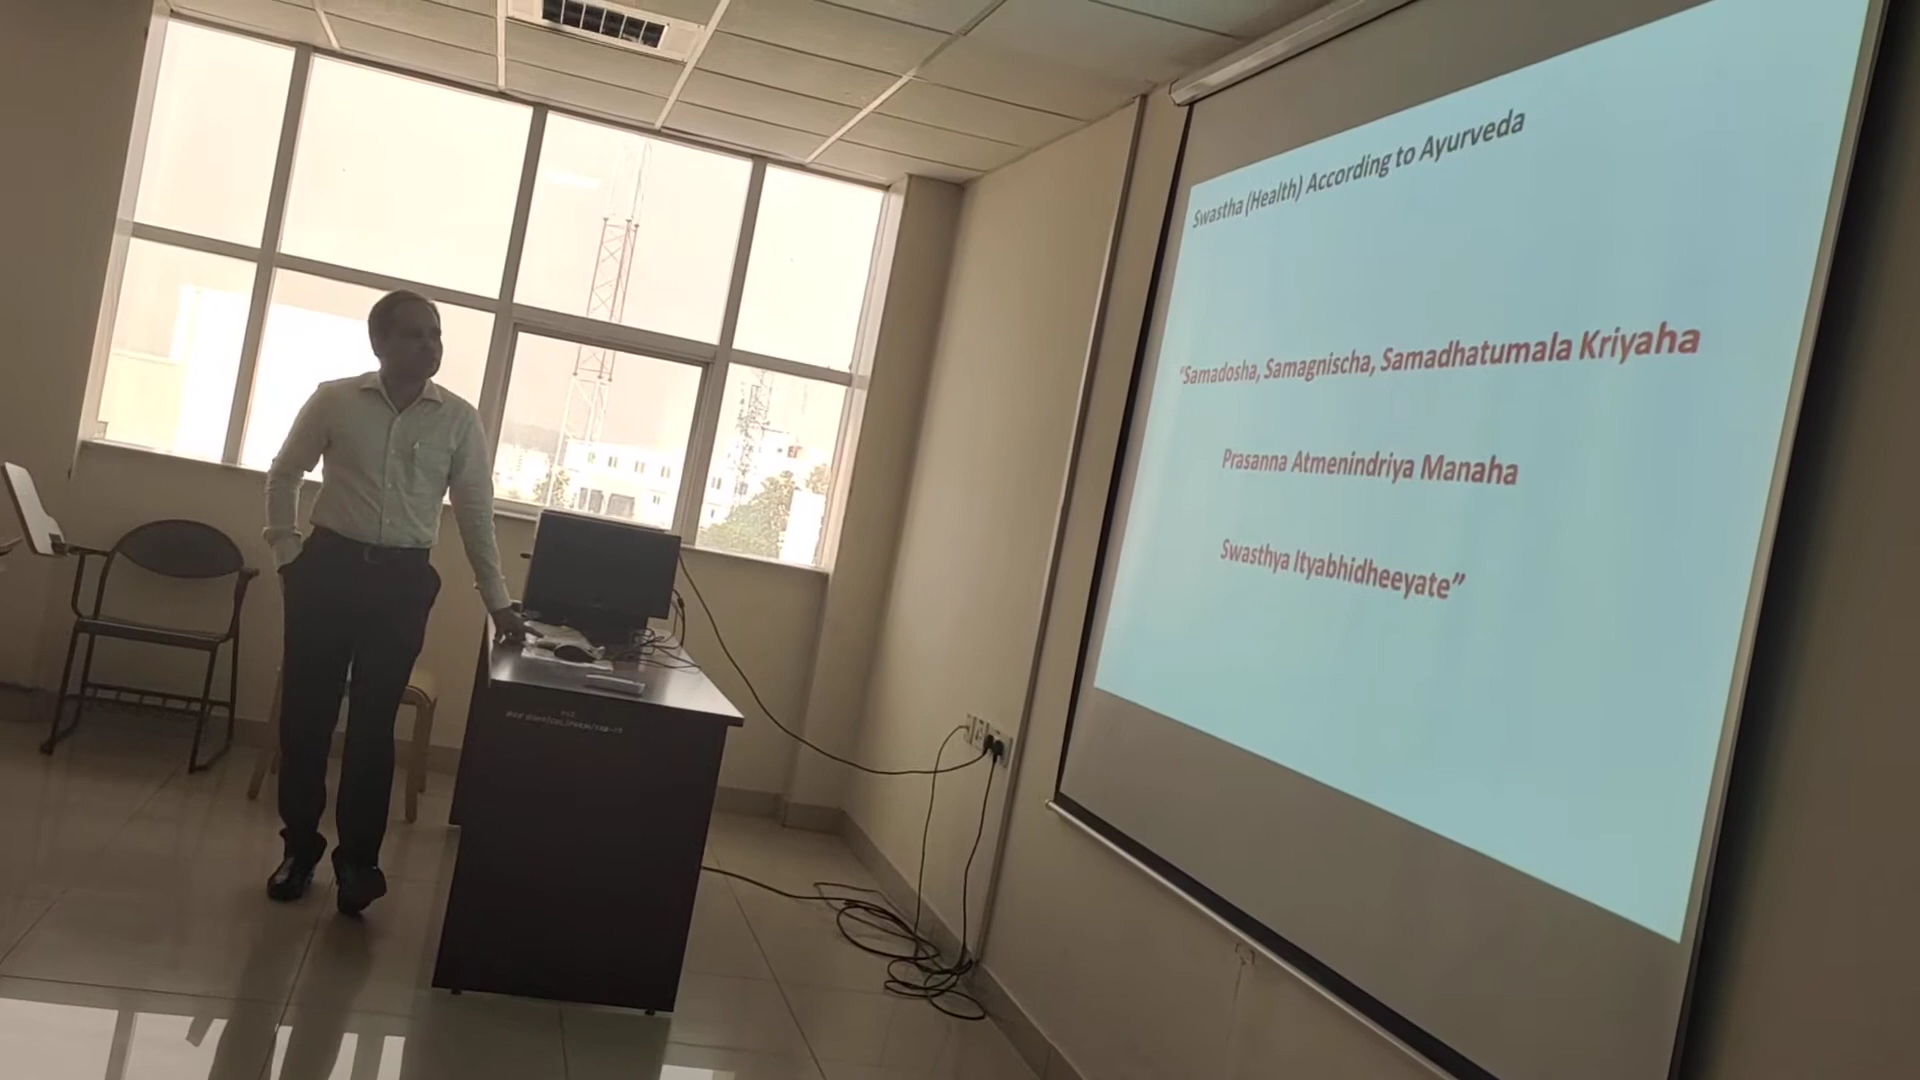 Swastha (Health) According to Ayurveda
“Samadosha, Samagnischa, Samadhatumala Kriyaha
Prasanna Atmenindriya Manaha
Swasthya Ityabhidheeyate”